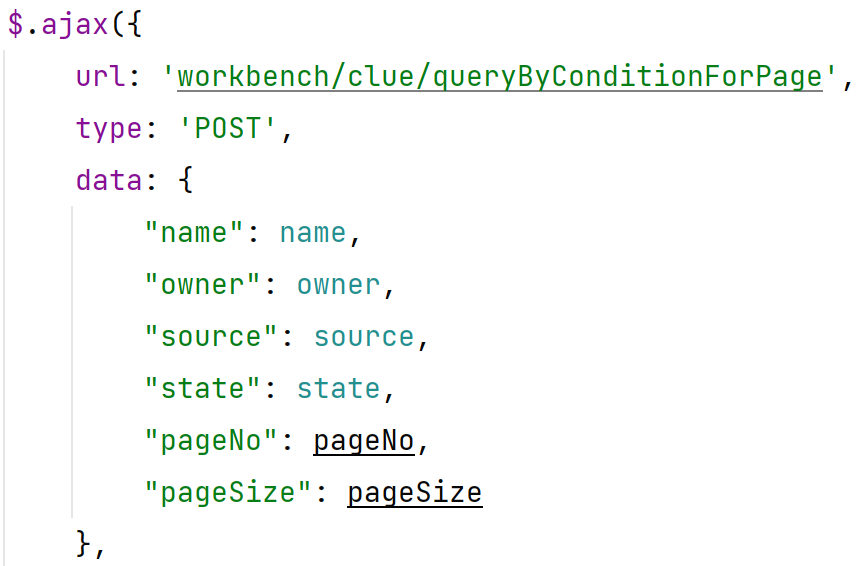 $.ajax({
url: 'workbench/clue/queryByConditionForPage',
type: 'POST',
data: {
"name": name,
"owner": owner,
"source": source,
"state": state,
"pageNo": pageNo,
"pageSize": pageSize
},